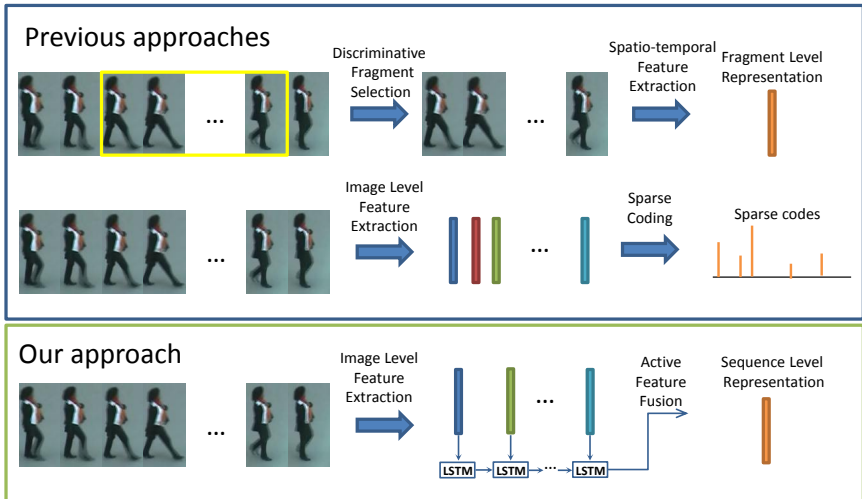 Previous approaches
Discriminative
Fragment
Selection
Spatio-temporal
Feature
Extraction
Fragment Level
Representation
...
...
Image Level
Feature
Extraction
Sparse
Coding
Sparse codes
...
...
Our approach
Image Level
Feature
Extraction
Active
Feature
Fusion
Sequence Level
Representation
...
...
LSTM
LSTM
...
LSTM